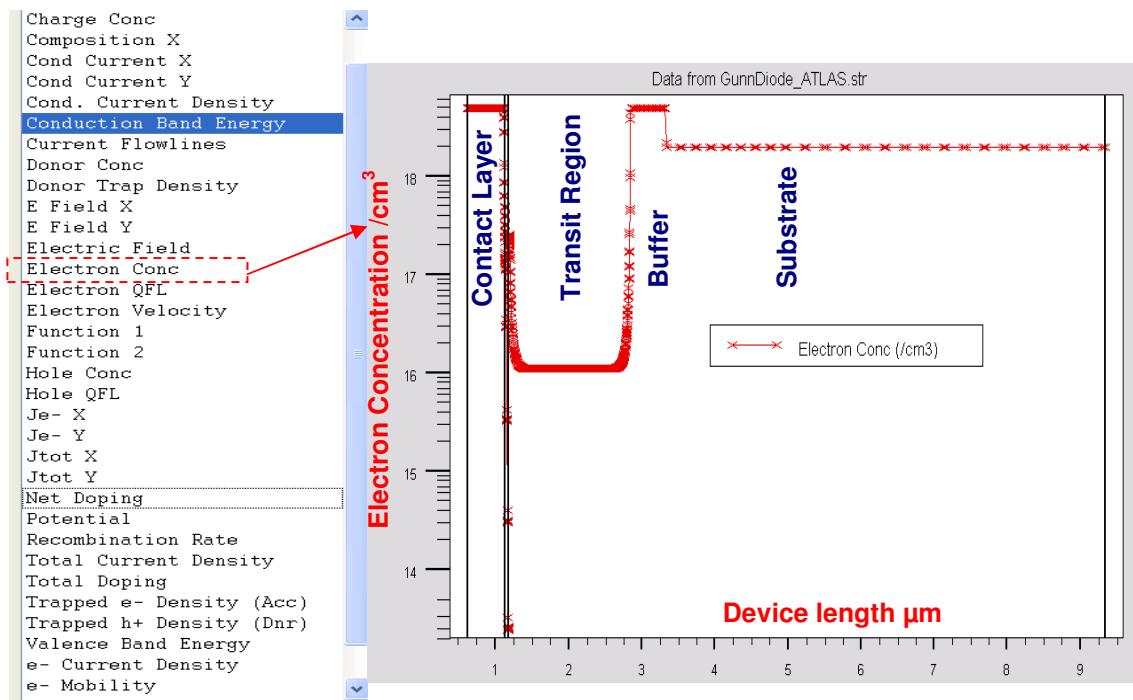 Charge Conc
Composition X
Cond Current X
Cond Current Y
Cond. Current Density
Conduction Band Energy
Current Flowlines
Donor Conc
Donor Trap Density
E Field X
E Field Y
Electric Field
Electron Conc
Electron QFL
Electron Velocity
Function 1
Function 2
Hole Conc
Hole QFL
Je- X
Je- Y
Jtot X
Jtot Y
Net Doping
Potential
Recombination Rate
Total Current Density
Total Doping
Trapped e- Density (Acc)
Trapped h+ Density (Dnr)
Valence Band Energy
e- Current Density
e- Mobility
Data from GunnDiode_ATLAS.str
Electron Concentration /cm3
18
17
16
15
14
Contact Layer
Transit Region
Buffer
Substrate
Electron Conc (/cm3)
Device length µm
1 2 3 4 5 6 7 8 9